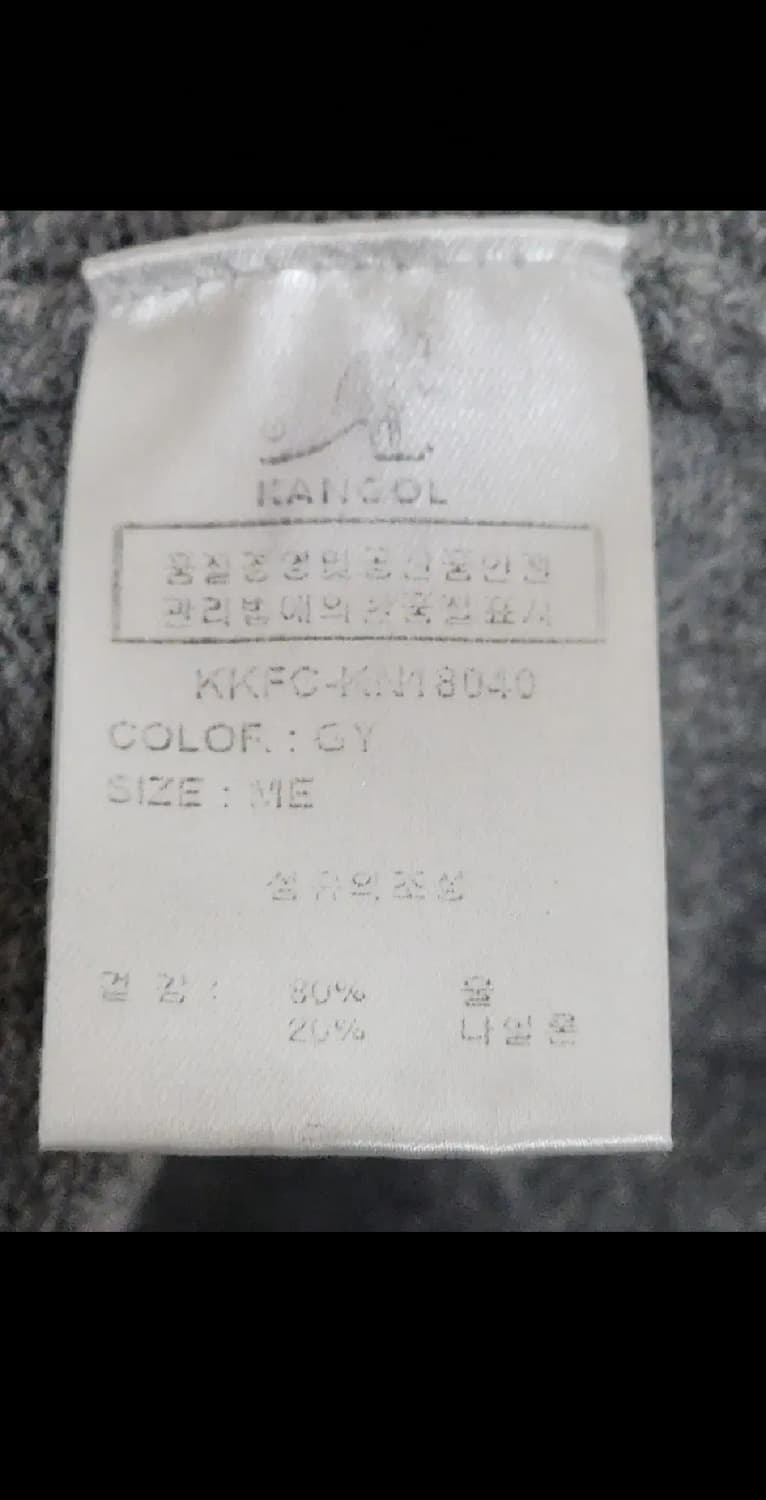 KANGOL
품질경영및공산품안전
관리법에의한품질표시
KKFC-KN18040
COLOR : GY
SIZE : ME
섬유의조성
겉감 : 80% 울
20% 나일론